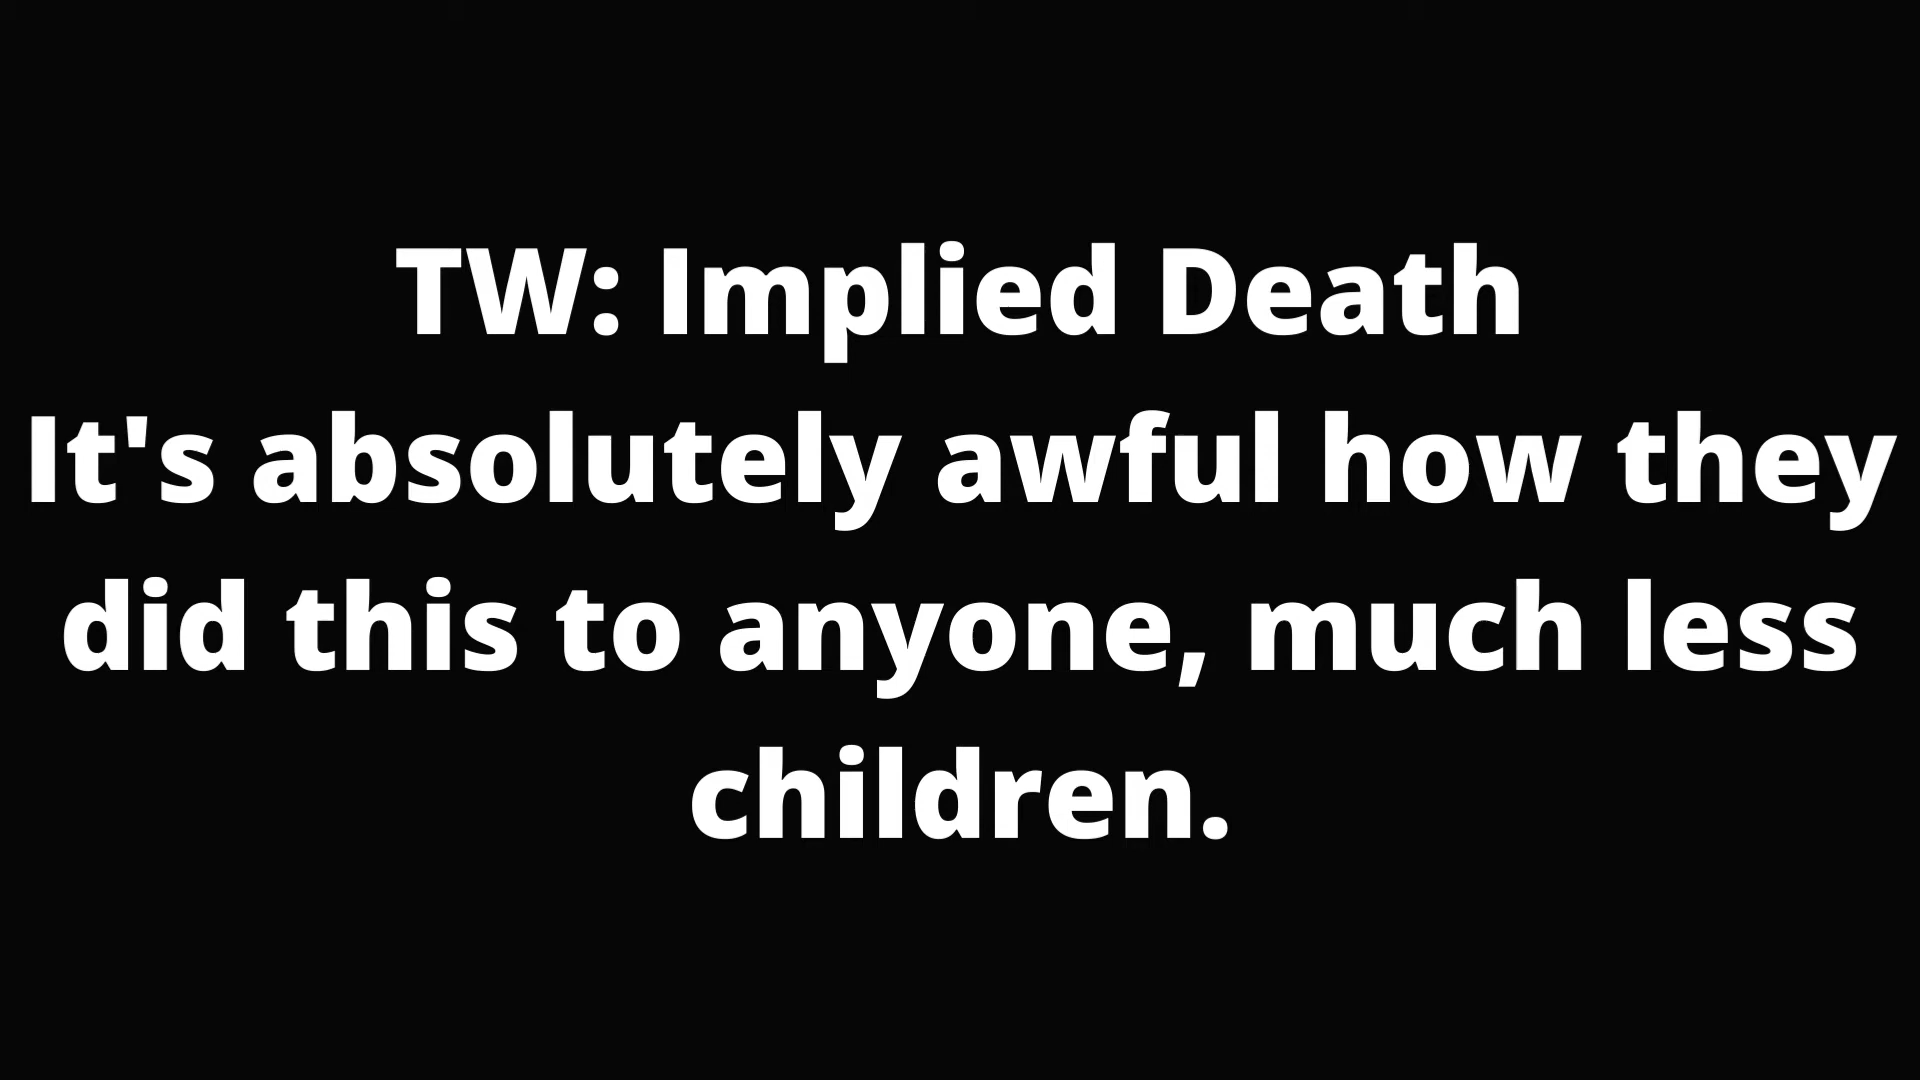 TW: Implied Death
It's absolutely awful how they
did this to anyone, much less
children.